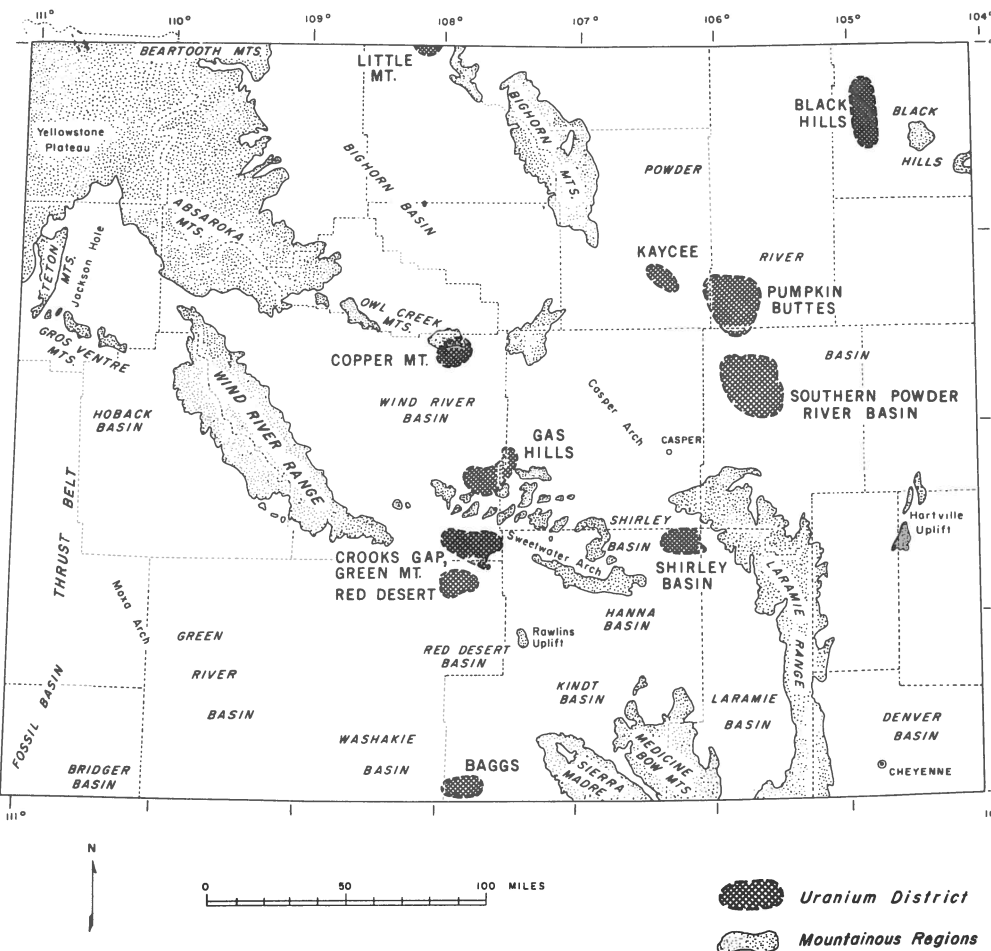 111°
110°
109°
108°
107°
106°
105°
104°
BEARTOOTH MTS.
LITTLE
MT.
Yellowstone
Plateau
BIGHORN
MTS.
BLACK
HILLS
BLACK
HILLS
BIGHORN
BASIN
POWDER
ABSAROKA
MTS.
TETON
MTS.
Jackson Hole
KAYCEE
RIVER
PUMPKIN
BUTTES
OWL CREEK
MTS.
GROS VENTRE
MTS.
COPPER MT.
BASIN
WIND RIVER RANGE
WIND RIVER
BASIN
Casper Arch
SOUTHERN POWDER
RIVER BASIN
HOBACK
BASIN
GAS
HILLS
CASPER
THRUST BELT
SHIRLEY
BASIN
Hartville
Uplift
CROOKS GAP,
GREEN MT.
Sweetwater Arch
SHIRLEY
BASIN
RED DESERT
LARAMIE RANGE
Moxa Arch
HANNA
BASIN
GREEN
RIVER
BASIN
RED DESERT
BASIN
Rawlins
Uplift
FOSSIL BASIN
KINDT
BASIN
LARAMIE
BASIN
DENVER
BASIN
WASHAKIE
BASIN
MEDICINE
BOW MTS.
BRIDGER
BASIN
BAGGS
SIERRA
MADRE
CHEYENNE
111°
N
0 50 100 MILES
Uranium District
Mountainous Regions